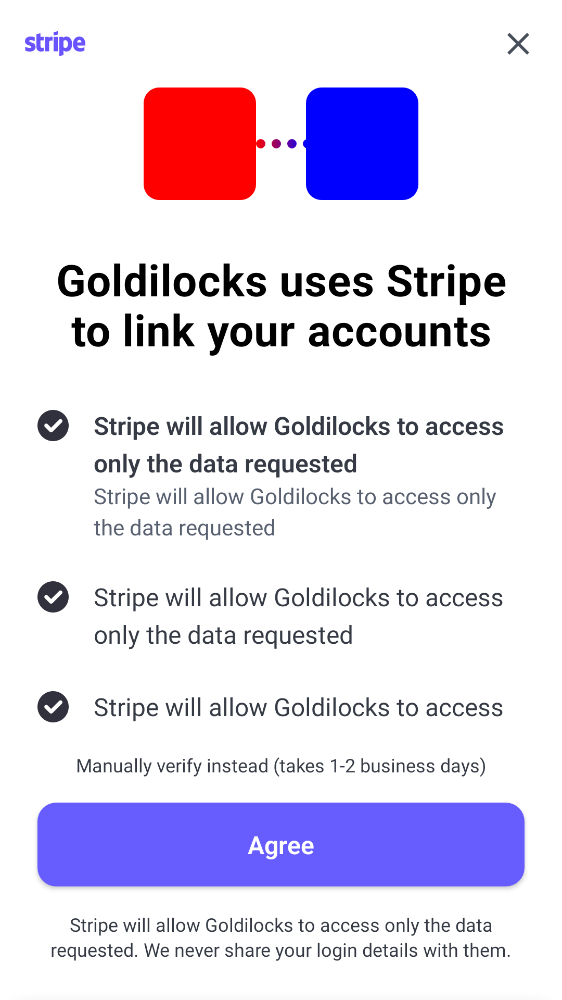 stripe
Goldilocks uses Stripe
to link your accounts
Stripe will allow Goldilocks to access
only the data requested
Stripe will allow Goldilocks to access only
the data requested
Stripe will allow Goldilocks to access
only the data requested
Stripe will allow Goldilocks to access
Manually verify instead (takes 1-2 business days)
Agree
Stripe will allow Goldilocks to access only the data
requested. We never share your login details with them.